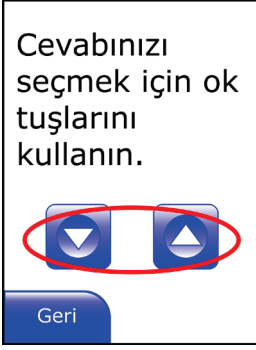 Cevabınızı
seçmek için ok
tuşlarını
kullanın.
Geri